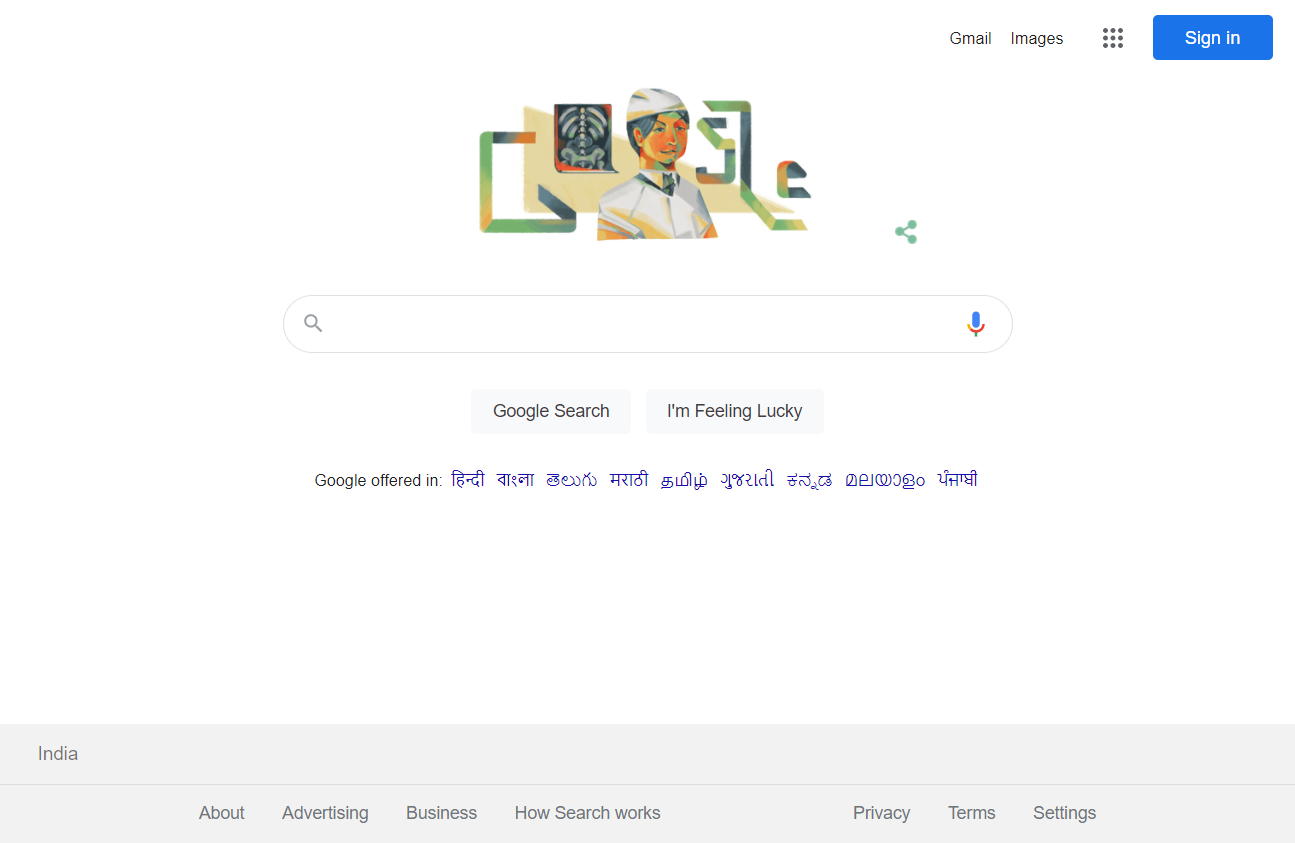 Gmail Images Sign in
Google Search I'm Feeling Lucky
Google offered in: हिन्दी বাংলা తెలుగు मराठी தமிழ் ગુજરાતી ಕನ್ನಡ മലയാളം ਪੰਜਾਬੀ
India
About Advertising Business How Search works Privacy Terms Settings